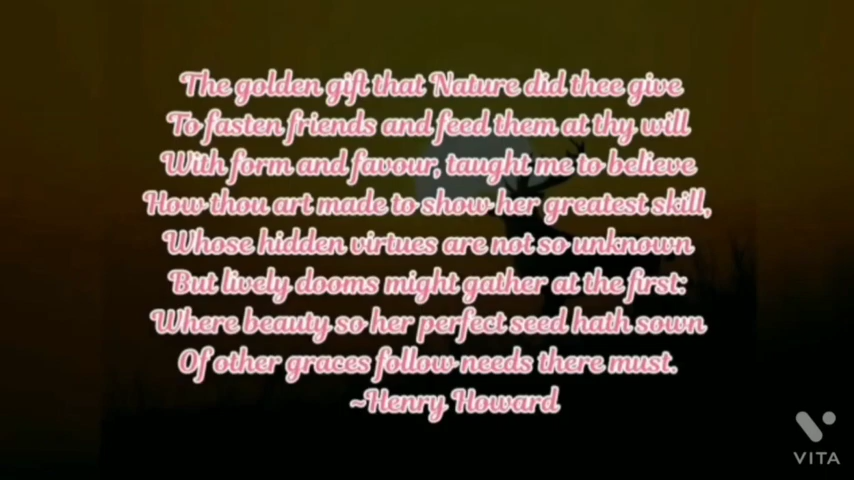 The golden gift that Nature did thee give
To fasten friends and feed them at thy will
With form and favour, taught me to believe
How thou art made to show her greatest skill,
Whose hidden virtues are not so unknown
But lively dooms might gather at the first:
Where beauty so her perfect seed hath sown
Of other graces follow needs there must.
~Henry Howard
VITA